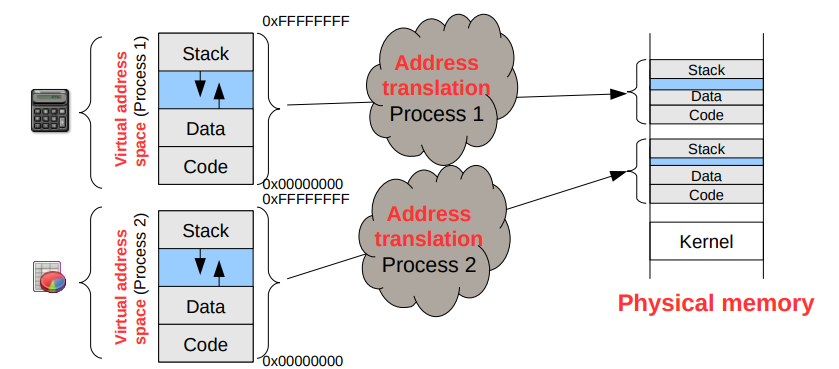 0xFFFFFFFF
Virtual address
space (Process 1)
Stack
Data
Code
0x00000000
Address
translation
Process 1
0xFFFFFFFF
Virtual address
space (Process 2)
Stack
Data
Code
0x00000000
Address
translation
Process 2
Stack
Data
Code
Stack
Data
Code
Kernel
Physical memory